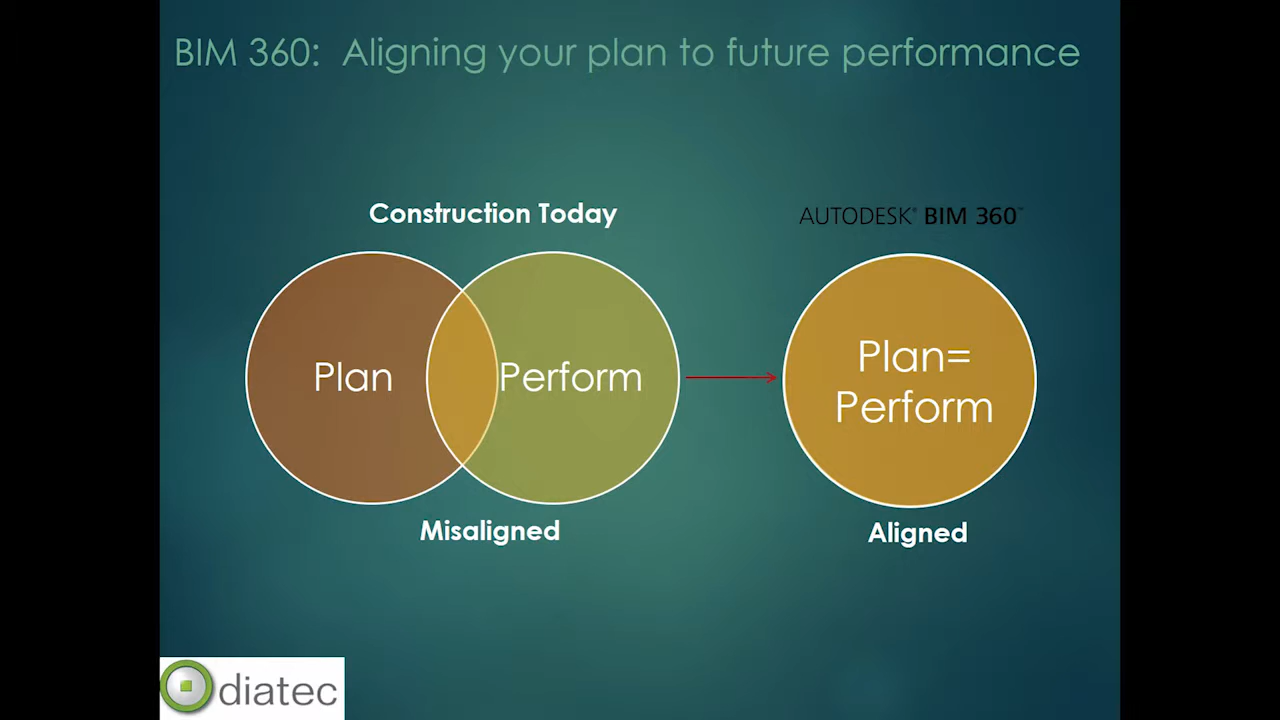 BIM 360: Aligning your plan to future performance
Construction Today
AUTODESK® BIM 360™
Plan
Perform
Plan=
Perform
Misaligned
Aligned
diatec